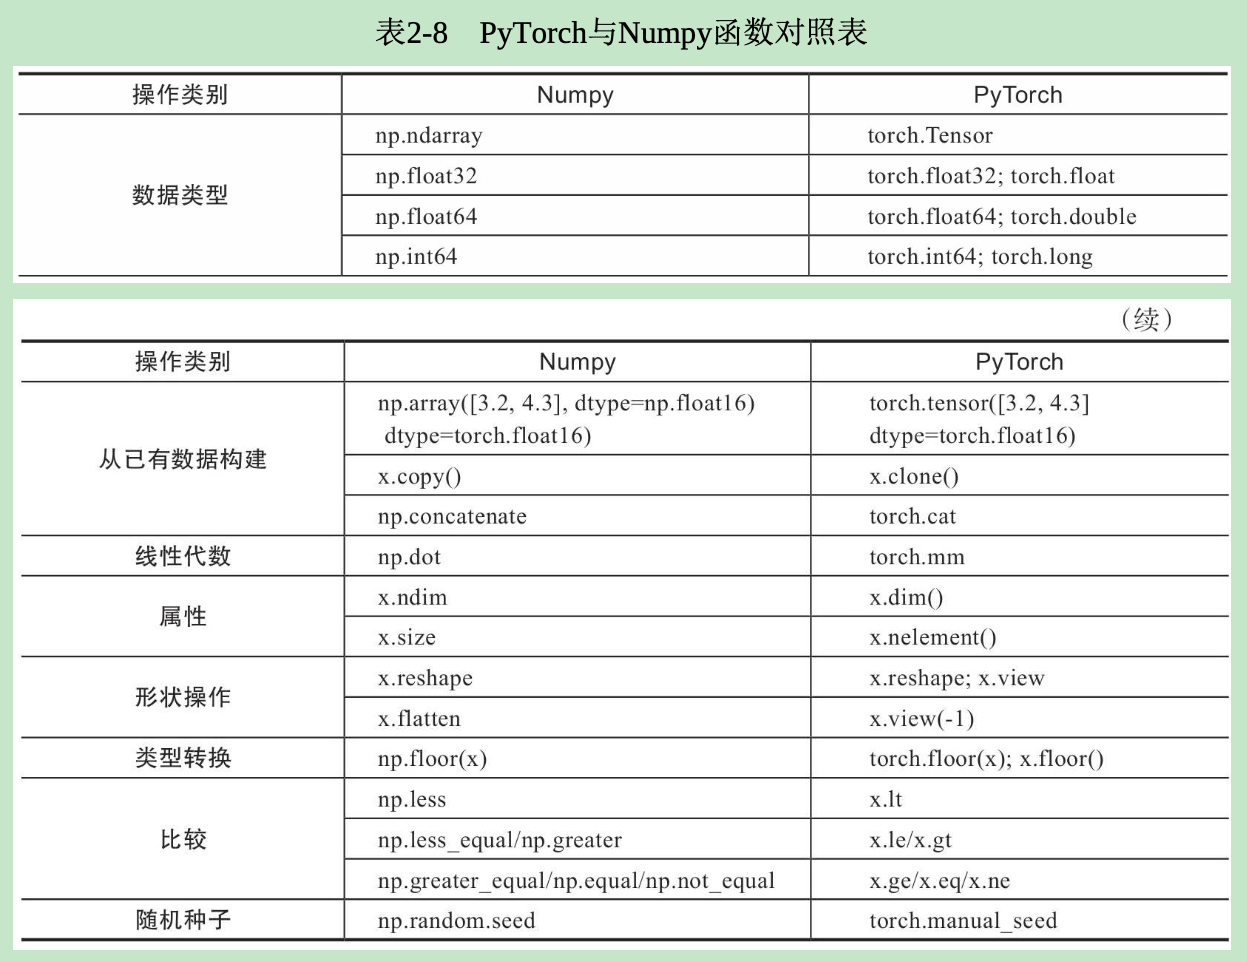 表2-8 PyTorch与Numpy函数对照表
操作类别 Numpy PyTorch
数据类型
np.ndarray torch.Tensor
np.float32 torch.float32; torch.float
np.float64 torch.float64; torch.double
np.int64 torch.int64; torch.long
（续）
操作类别 Numpy PyTorch
从已有数据构建
np.array([3.2, 4.3], dtype=np.float16) torch.tensor([3.2, 4.3]
dtype=torch.float16) dtype=torch.float16)
x.copy() x.clone()
np.concatenate torch.cat
线性代数 np.dot torch.mm
属性
x.ndim x.dim()
x.size x.nelement()
形状操作
x.reshape x.reshape; x.view
x.flatten x.view(-1)
类型转换 np.floor(x) torch.floor(x); x.floor()
比较
np.less x.lt
np.less_equal/np.greater x.le/x.gt
np.greater_equal/np.equal/np.not_equal x.ge/x.eq/x.ne
随机种子 np.random.seed torch.manual_seed